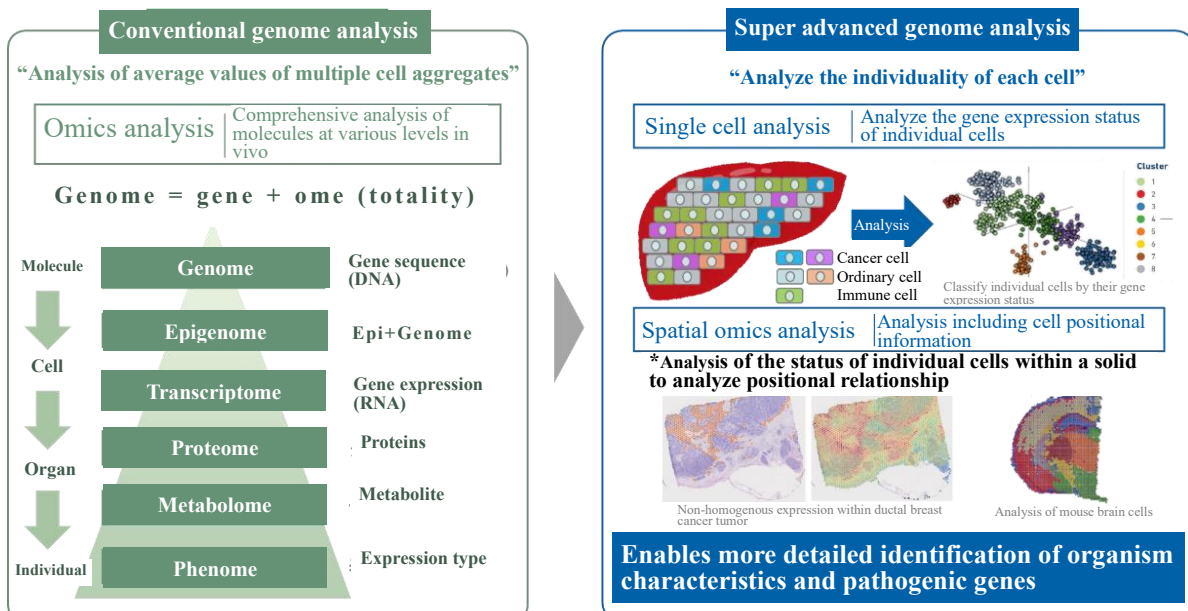 Conventional genome analysis
“Analysis of average values of multiple cell aggregates”
Omics analysis
Comprehensive analysis of
molecules at various levels in
vivo
Genome = gene + ome (totality)
Molecule
Cell
Organ
Individual
Genome
Gene sequence
(DNA)
Epigenome
Epi+Genome
Transcriptome
Gene expression
(RNA)
Proteome
Proteins
Metabolome
Metabolite
Phenome
Expression type
Super advanced genome analysis
“Analyze the individuality of each cell”
Single cell analysis
Analyze the gene expression status
of individual cells
Analysis
Cancer cell
Ordinary cell
Immune cell
Cluster
1
2
3
4
5
6
7
8
Classify individual cells by their gene
expression status
Spatial omics analysis
Analysis including cell positional
information
*Analysis of the status of individual cells within a solid
to analyze positional relationship
Non-homogenous expression within ductal breast
cancer tumor
Analysis of mouse brain cells
Enables more detailed identification of organism
characteristics and pathogenic genes